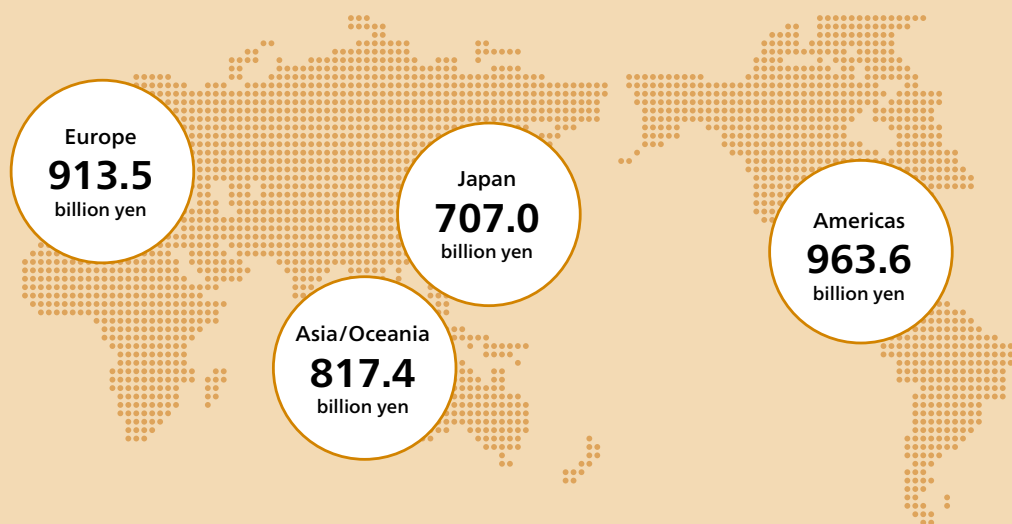 Europe
913.5
billion yen
Japan
707.0
billion yen
Americas
963.6
billion yen
Asia/Oceania
817.4
billion yen